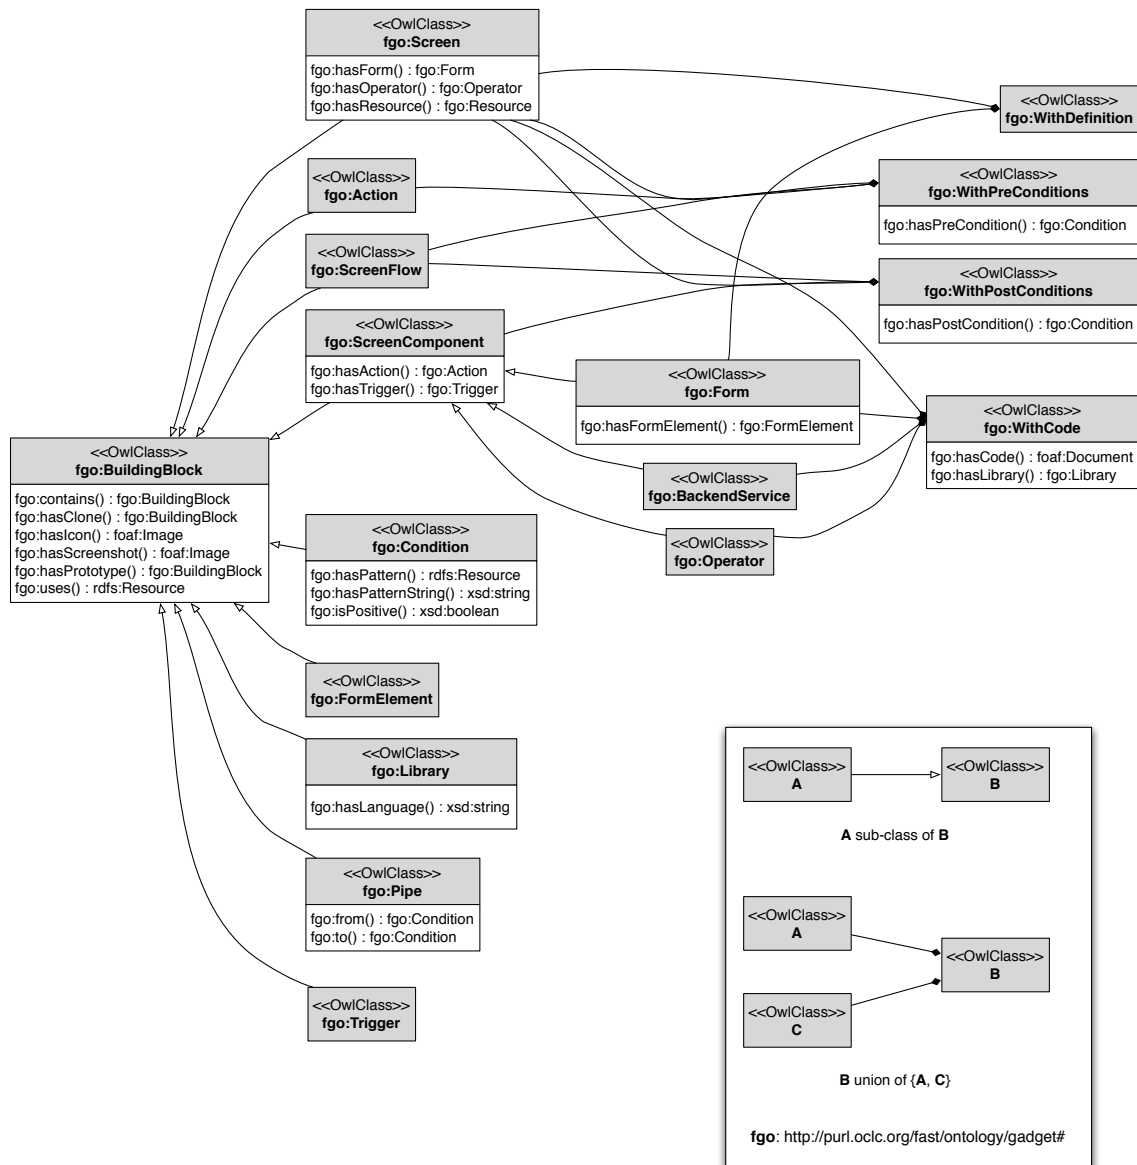 <<OwlClass>>
fgo:Screen
fgo:hasForm() : fgo:Form
fgo:hasOperator() : fgo:Operator
fgo:hasResource() : fgo:Resource
<<OwlClass>>
fgo:WithDefinition
<<OwlClass>>
fgo:Action
<<OwlClass>>
fgo:WithPreConditions
fgo:hasPreCondition() : fgo:Condition
<<OwlClass>>
fgo:ScreenFlow
<<OwlClass>>
fgo:WithPostConditions
fgo:hasPostCondition() : fgo:Condition
<<OwlClass>>
fgo:ScreenComponent
fgo:hasAction() : fgo:Action
fgo:hasTrigger() : fgo:Trigger
<<OwlClass>>
fgo:Form
fgo:hasFormElement() : fgo:FormElement
<<OwlClass>>
fgo:WithCode
fgo:hasCode() : foaf:Document
fgo:hasLibrary() : fgo:Library
<<OwlClass>>
fgo:BuildingBlock
fgo:contains() : fgo:BuildingBlock
fgo:hasClone() : fgo:BuildingBlock
fgo:hasIcon() : foaf:Image
fgo:hasScreenshot() : foaf:Image
fgo:hasPrototype() : fgo:BuildingBlock
fgo:uses() : rdfs:Resource
<<OwlClass>>
fgo:BackendService
<<OwlClass>>
fgo:Operator
<<OwlClass>>
fgo:Condition
fgo:hasPattern() : rdfs:Resource
fgo:hasPatternString() : xsd:string
fgo:isPositive() : xsd:boolean
<<OwlClass>>
fgo:FormElement
<<OwlClass>>
fgo:Library
fgo:hasLanguage() : xsd:string
<<OwlClass>>
fgo:Pipe
fgo:from() : fgo:Condition
fgo:to() : fgo:Condition
<<OwlClass>>
fgo:Trigger
<<OwlClass>>
A
<<OwlClass>>
B
A sub-class of B
<<OwlClass>>
A
<<OwlClass>>
B
<<OwlClass>>
C
B union of {A, C}
fgo: http://purl.oclc.org/fast/ontology/gadget#